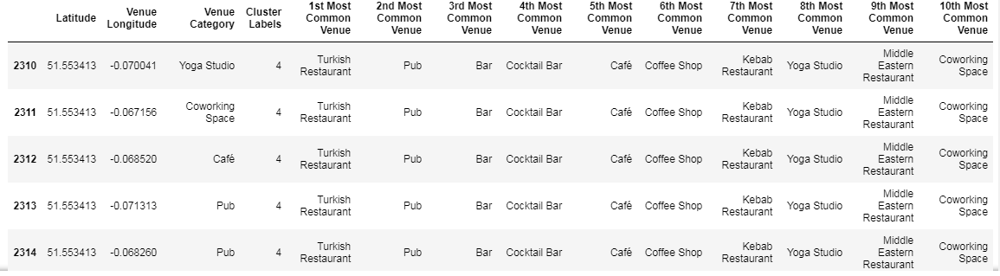 Latitude Venue Longitude Venue Category Cluster Labels 1st Most Common Venue 2nd Most Common Venue 3rd Most Common Venue 4th Most Common Venue 5th Most Common Venue 6th Most Common Venue 7th Most Common Venue 8th Most Common Venue 9th Most Common Venue 10th Most Common Venue
2310 51.553413 -0.070041 Yoga Studio 4 Turkish Restaurant Pub Bar Cocktail Bar Café Coffee Shop Kebab Restaurant Yoga Studio Middle Eastern Restaurant Coworking Space
2311 51.553413 -0.067156 Coworking Space 4 Turkish Restaurant Pub Bar Cocktail Bar Café Coffee Shop Kebab Restaurant Yoga Studio Middle Eastern Restaurant Coworking Space
2312 51.553413 -0.068520 Café 4 Turkish Restaurant Pub Bar Cocktail Bar Café Coffee Shop Kebab Restaurant Yoga Studio Middle Eastern Restaurant Coworking Space
2313 51.553413 -0.071313 Pub 4 Turkish Restaurant Pub Bar Cocktail Bar Café Coffee Shop Kebab Restaurant Yoga Studio Middle Eastern Restaurant Coworking Space
2314 51.553413 -0.068260 Pub 4 Turkish Restaurant Pub Bar Cocktail Bar Café Coffee Shop Kebab Restaurant Yoga Studio Middle Eastern Restaurant Coworking Space